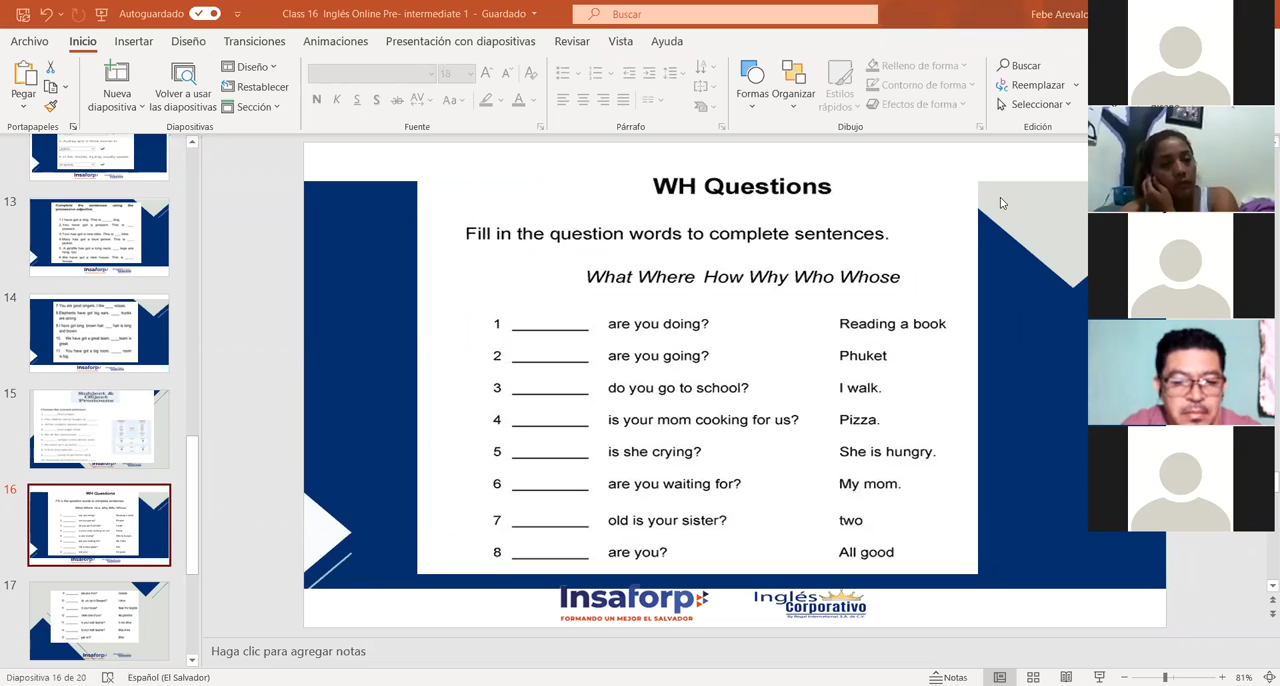 Autoguardado
Class 16 Inglés Online Pre- intermediate 1 - Guardado
Buscar
Febe Arevalo
Archivo Inicio Insertar Diseño Transiciones Animaciones Presentación con diapositivas Revisar Vista Ayuda
Pegar
Nueva diapositiva
Volver a usar las diapositivas
Diseño
Restablecer
Sección
18
N K S S ab AV Aa A
Formas Organizar Estilos rápidos
Relleno de forma
Contorno de forma
Efectos de forma
Buscar
Reemplazar
Seleccionar
Portapapeles Diapositivas Fuente Párrafo Dibujo Edición
13
14
15
16
17
WH Questions
Fill in the question words to complete sentences.
What Where How Why Who Whose
1 ________ are you doing? Reading a book
2 ________ are you going? Phuket
3 ________ do you go to school? I walk.
4 ________ is your mom cooking for us? Pizza.
5 ________ is she crying? She is hungry.
6 ________ are you waiting for? My mom.
7 ________ old is your sister? two
8 ________ are you? All good
Insaforp
FORMANDO UN MEJOR EL SALVADOR
Inglés Corporativo
Haga clic para agregar notas
Diapositiva 16 de 20
Español (El Salvador)
Notas
81%